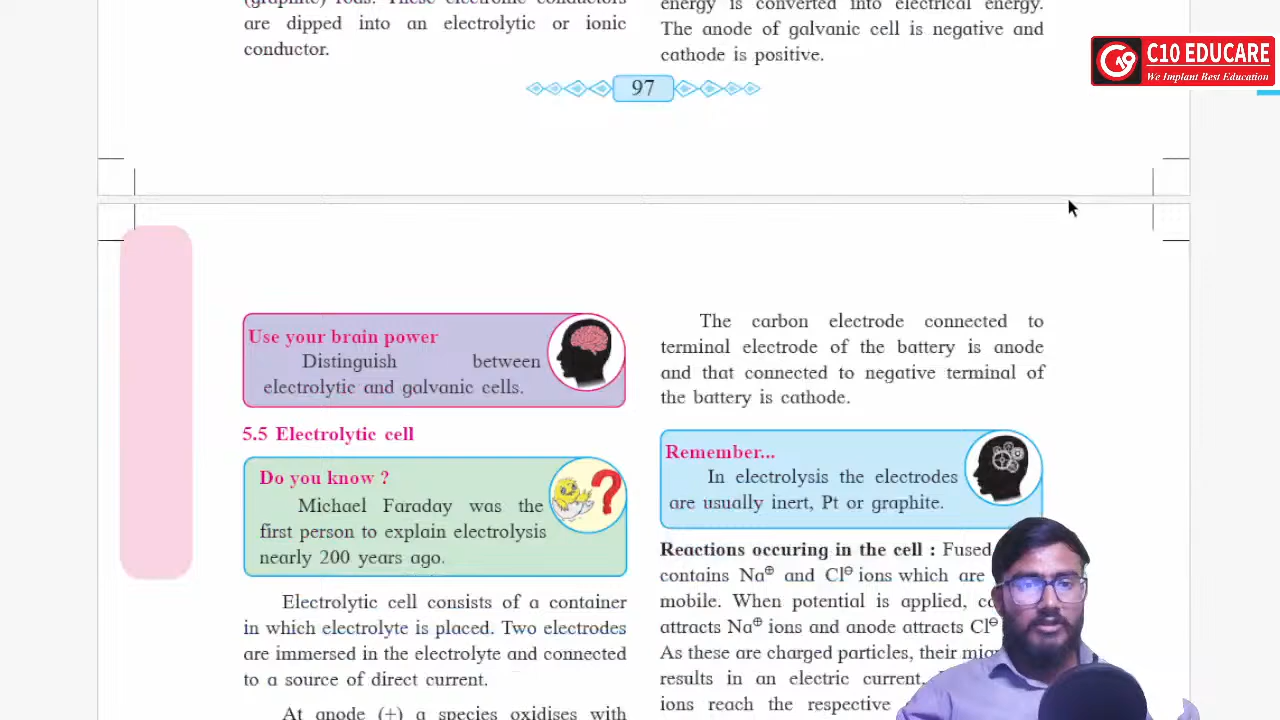 (graphite) rods. These electronic conductors
are dipped into an electrolytic or ionic
conductor.
energy is converted into electrical energy.
The anode of galvanic cell is negative and
cathode is positive.
C10 EDUCARE
We Implant Best Education
97
Use your brain power
Distinguish between
electrolytic and galvanic cells.
5.5 Electrolytic cell
Do you know ?
Michael Faraday was the
first person to explain electrolysis
nearly 200 years ago.
Electrolytic cell consists of a container
in which electrolyte is placed. Two electrodes
are immersed in the electrolyte and connected
to a source of direct current.
At anode (+) a species oxidises with
The carbon electrode connected to
terminal electrode of the battery is anode
and that connected to negative terminal of
the battery is cathode.
Remember...
In electrolysis the electrodes
are usually inert, Pt or graphite.
Reactions occuring in the cell : Fused
contains Na⊕ and Cl⊖ ions which are
mobile. When potential is applied,
attracts Na⊕ ions and anode attracts Cl⊖
As these are charged particles, their
results in an electric current.
ions reach the respective